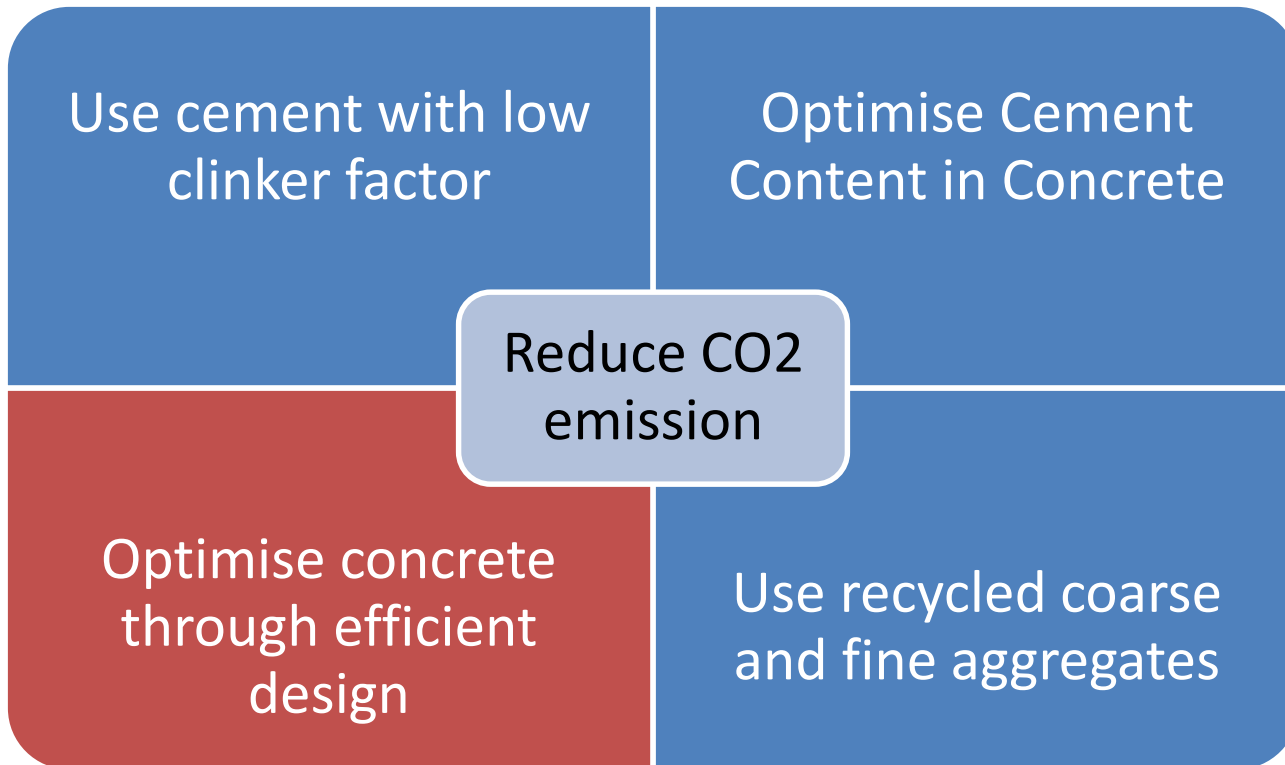 Use cement with low
clinker factor
Optimise Cement
Content in Concrete
Reduce CO2
emission
Optimise concrete
through efficient
design
Use recycled coarse
and fine aggregates